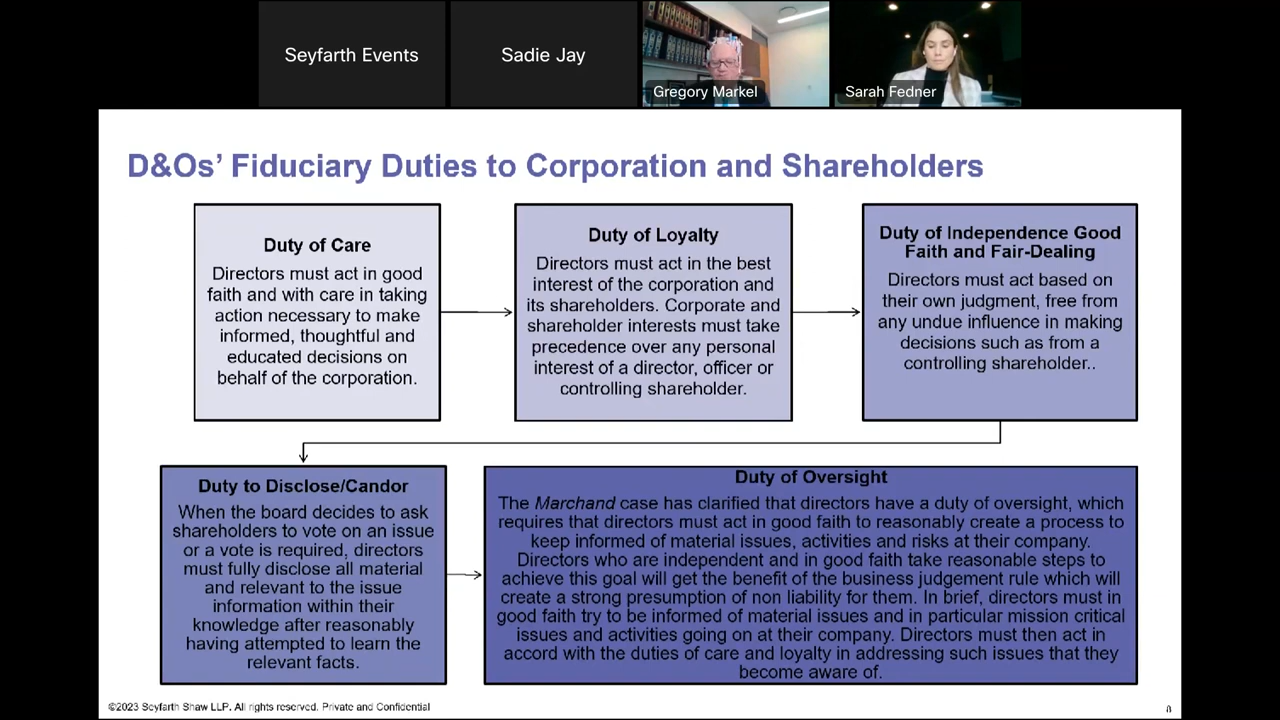 Seyfarth Events
Sadie Jay
Gregory Markel
Sarah Fedner
D&Os' Fiduciary Duties to Corporation and Shareholders
Duty of Care
Directors must act in good
faith and with care in taking
action necessary to make
informed, thoughtful and
educated decisions on
behalf of the corporation.
Duty of Loyalty
Directors must act in the best
interest of the corporation and
its shareholders. Corporate and
shareholder interests must take
precedence over any personal
interest of a director, officer or
controlling shareholder.
Duty of Independence Good
Faith and Fair-Dealing
Directors must act based on
their own judgment, free from
any undue influence in making
decisions such as from a
controlling shareholder..
Duty to Disclose/Candor
When the board decides to ask
shareholders to vote on an issue
or a vote is required, directors
must fully disclose all material
and relevant to the issue
information within their
knowledge after reasonably
having attempted to learn the
relevant facts.
Duty of Oversight
The Marchand case has clarified that directors have a duty of oversight, which
requires that directors must act in good faith to reasonably create a process to
keep informed of material issues, activities and risks at their company.
Directors who are independent and in good faith take reasonable steps to
achieve this goal will get the benefit of the business judgement rule which will
create a strong presumption of non liability for them. In brief, directors must in
good faith try to be informed of material issues and in particular mission critical
issues and activities going on at their company. Directors must then act in
accord with the duties of care and loyalty in addressing such issues that they
become aware of.
©2023 Seyfarth Shaw LLP. All rights reserved. Private and Confidential
8